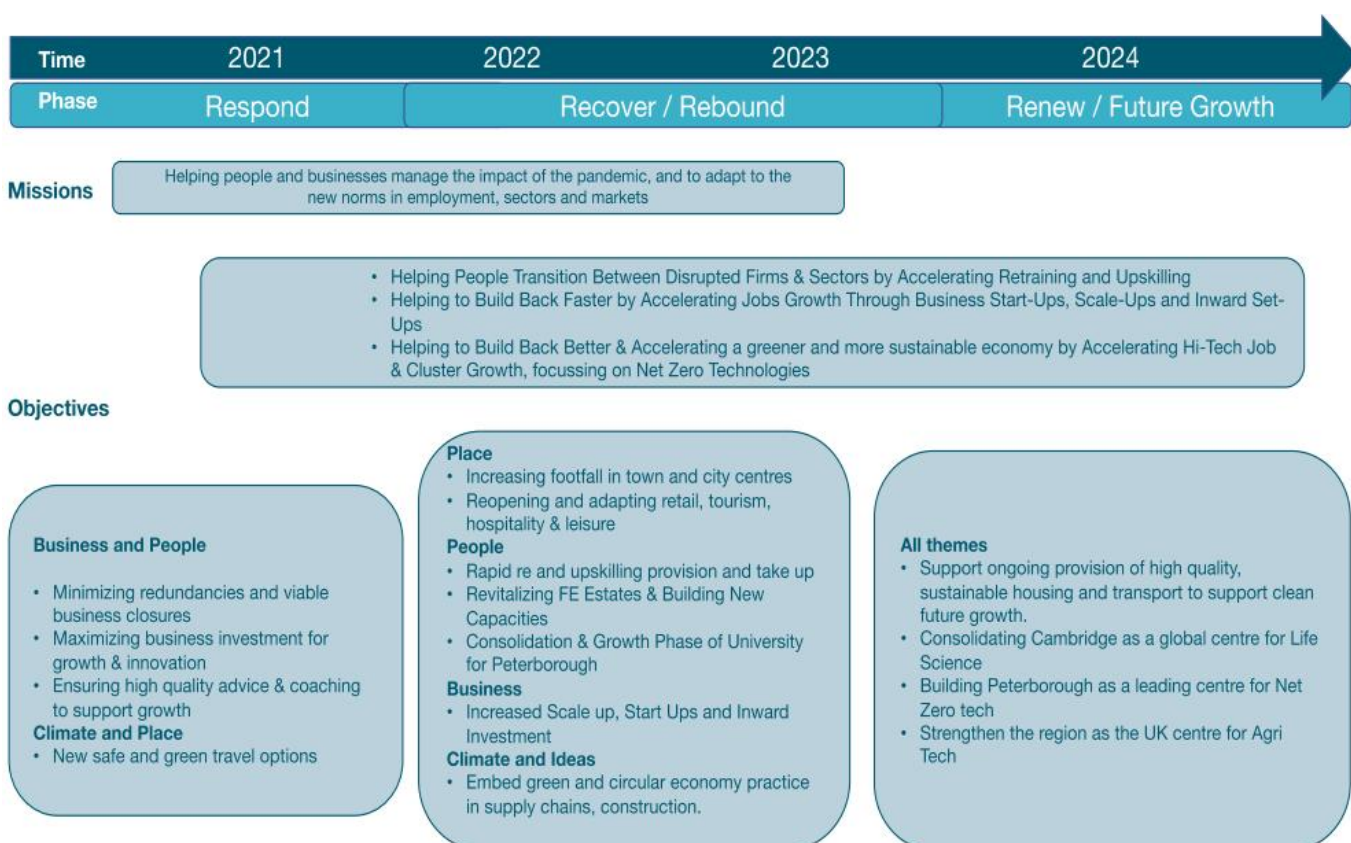 Time 2021 2022 2023 2024
Phase Respond Recover / Rebound Renew / Future Growth
Missions
Helping people and businesses manage the impact of the pandemic, and to adapt to the
new norms in employment, sectors and markets
• Helping People Transition Between Disrupted Firms & Sectors by Accelerating Retraining and Upskilling
• Helping to Build Back Faster by Accelerating Jobs Growth Through Business Start-Ups, Scale-Ups and Inward Set-
Ups
• Helping to Build Back Better & Accelerating a greener and more sustainable economy by Accelerating Hi-Tech Job
& Cluster Growth, focussing on Net Zero Technologies
Objectives
Business and People
• Minimizing redundancies and viable
business closures
• Maximizing business investment for
growth & innovation
• Ensuring high quality advice & coaching
to support growth
Climate and Place
• New safe and green travel options
Place
• Increasing footfall in town and city centres
• Reopening and adapting retail, tourism,
hospitality & leisure
People
• Rapid re and upskilling provision and take up
• Revitalizing FE Estates & Building New
Capacities
• Consolidation & Growth Phase of University
for Peterborough
Business
• Increased Scale up, Start Ups and Inward
Investment
Climate and Ideas
• Embed green and circular economy practice
in supply chains, construction.
All themes
• Support ongoing provision of high quality,
sustainable housing and transport to support clean
future growth.
• Consolidating Cambridge as a global centre for Life
Science
• Building Peterborough as a leading centre for Net
Zero tech
• Strengthen the region as the UK centre for Agri
Tech